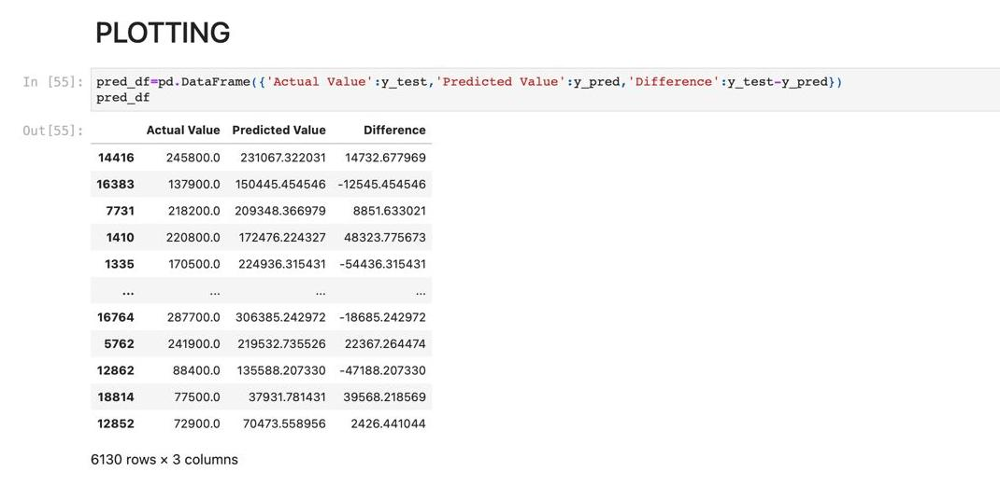 PLOTTING
In [55]: pred_df=pd.DataFrame({'Actual Value':y_test,'Predicted Value':y_pred,'Difference':y_test-y_pred})
pred_df
Out[55]:
Actual Value Predicted Value Difference
14416 245800.0 231067.322031 14732.677969
16383 137900.0 150445.454546 -12545.454546
7731 218200.0 209348.366979 8851.633021
1410 220800.0 172476.224327 48323.775673
1335 170500.0 224936.315431 -54436.315431
... ... ... ...
16764 287700.0 306385.242972 -18685.242972
5762 241900.0 219532.735526 22367.264474
12862 88400.0 135588.207330 -47188.207330
18814 77500.0 37931.781431 39568.218569
12852 72900.0 70473.558956 2426.441044
6130 rows × 3 columns